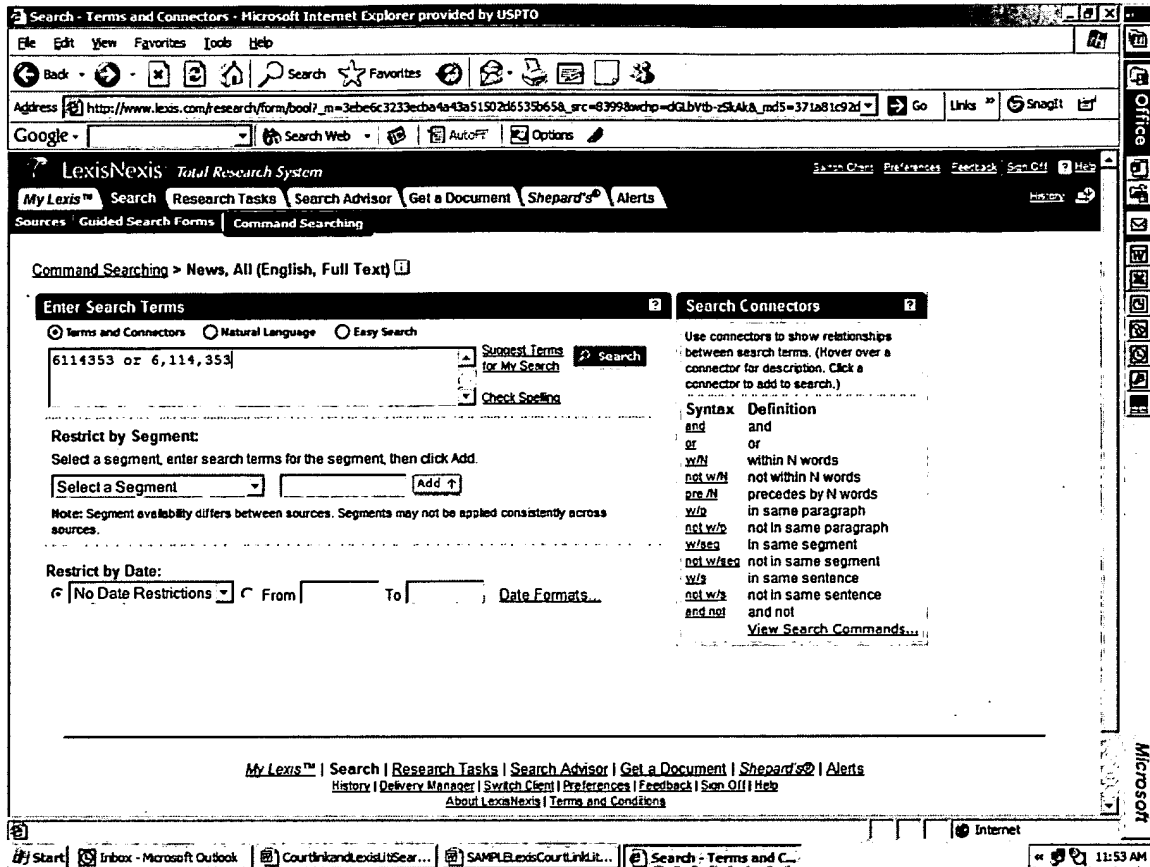 Search - Terms and Connectors - Microsoft Internet Explorer provided by USPTO
File Edit View Favorites Tools Help
Back Search Favorites
Address http://www.lexis.com/research/form/bool?_m=3ebe6c3233ecba4a43a51502d6535b65&_src=83998&wchp=dGLbVtb-zSkAk&_md5=371a81c92d Go Links » SnagIt
Google - Search Web Options
LexisNexis Total Research System
Switch Client | Preferences | Feedback | Sign Off | ? Help
My Lexis™ Search Research Tasks Search Advisor Get a Document Shepard's® Alerts
History
Sources Guided Search Forms Command Searching
Command Searching > News, All (English, Full Text) i
Enter Search Terms ?
Terms and Connectors Natural Language Easy Search
6114353 or 6,114,353
Suggest Terms
for My Search
Search
Check Spelling
Restrict by Segment:
Select a segment, enter search terms for the segment, then click Add.
Select a Segment Add ↑
Note: Segment availability differs between sources. Segments may not be applied consistently across
sources.
Restrict by Date:
No Date Restrictions From To Date Formats...
Search Connectors ?
Use connectors to show relationships
between search terms. (Hover over a
connector for description. Click a
connector to add to search.)
Syntax Definition
and and
or or
w/N within N words
not w/N not within N words
pre /N precedes by N words
w/p in same paragraph
not w/p not in same paragraph
w/seg in same segment
not w/seg not in same segment
w/s in same sentence
not w/s not in same sentence
and not and not
View Search Commands...
My Lexis™ | Search | Research Tasks | Search Advisor | Get a Document | Shepard's® | Alerts
History | Delivery Manager | Switch Client | Preferences | Feedback | Sign Off | Help
About LexisNexis | Terms and Conditions
Internet
Start Inbox - Microsoft Outlook CourtlinkandLexisLitiSear... SAMPLELexisCourtLinkLit... Search - Terms and C...
« 11:53 AM
Office
Microsoft